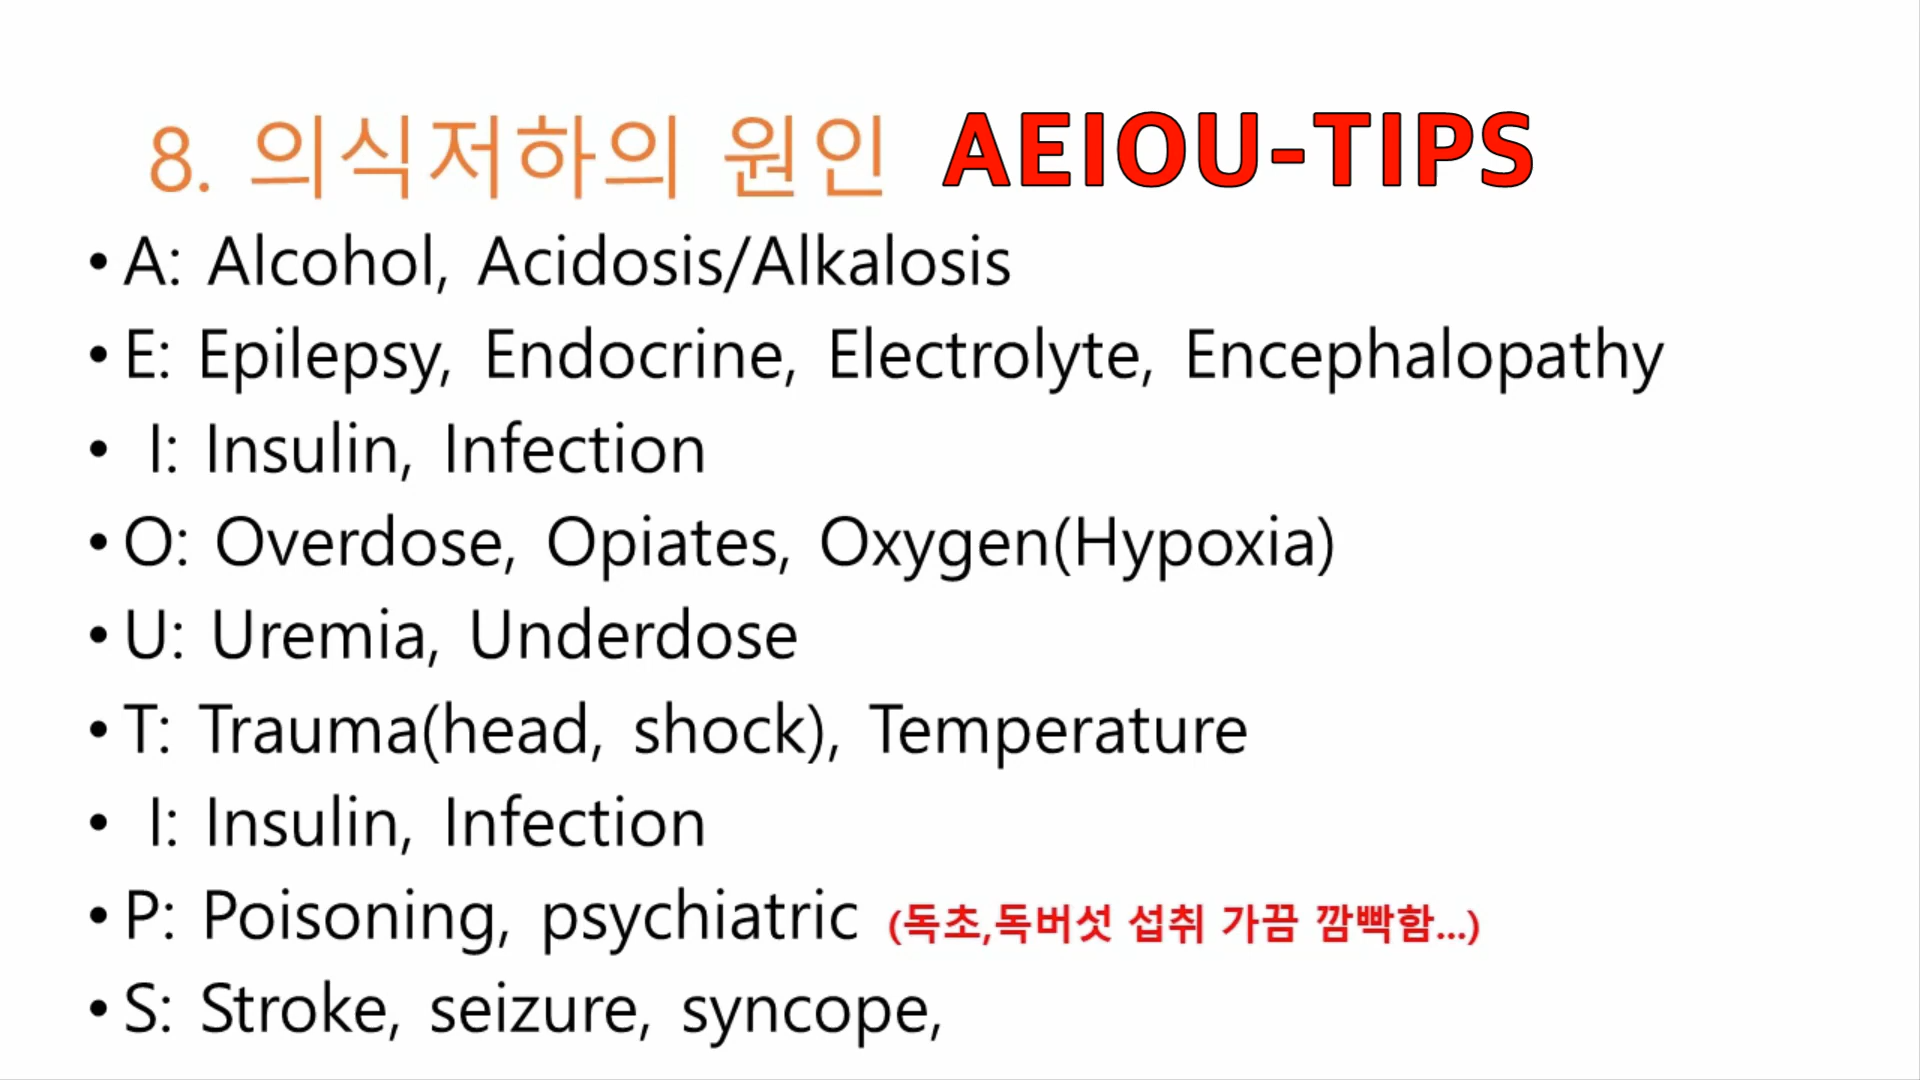 8. 의식저하의 원인 AEIOU-TIPS
• A: Alcohol, Acidosis/Alkalosis
• E: Epilepsy, Endocrine, Electrolyte, Encephalopathy
• I: Insulin, Infection
• O: Overdose, Opiates, Oxygen(Hypoxia)
• U: Uremia, Underdose
• T: Trauma(head, shock), Temperature
• I: Insulin, Infection
• P: Poisoning, psychiatric (독초,독버섯 섭취 가끔 깜빡함...)
• S: Stroke, seizure, syncope,